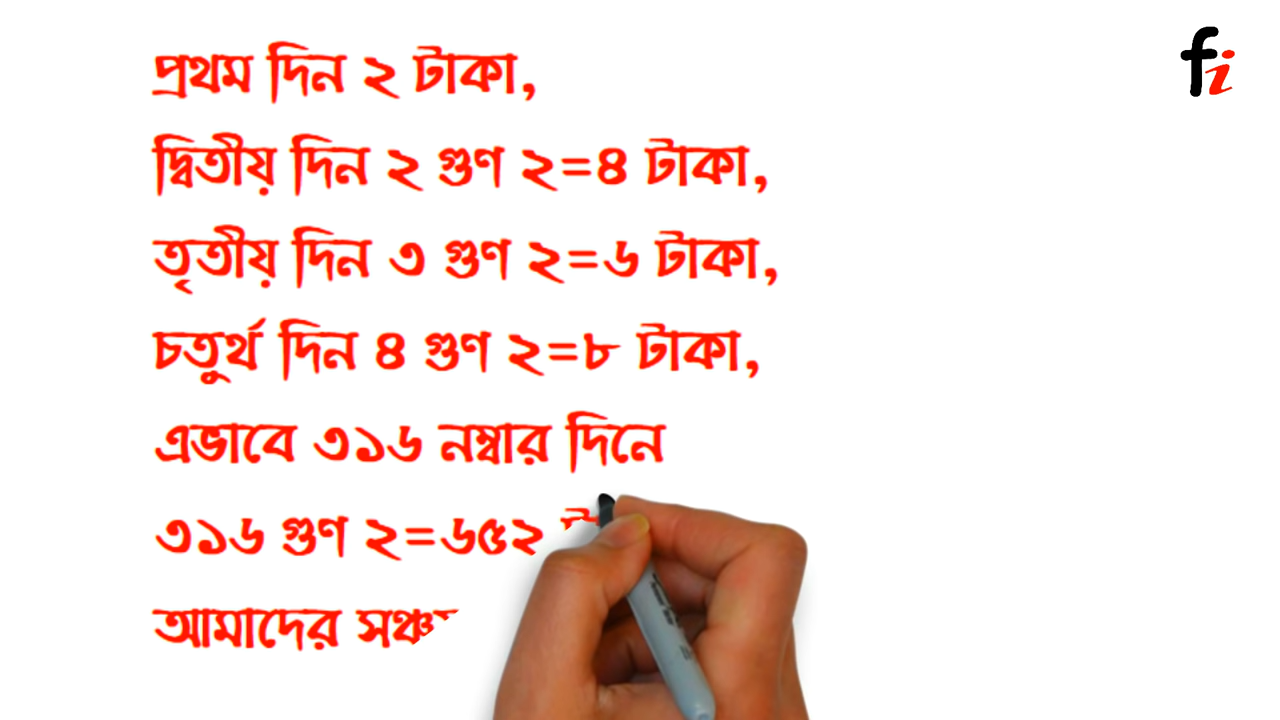 প্রথম দিন ২ টাকা,
দ্বিতীয় দিন ২ গুণ ২=৪ টাকা,
তৃতীয় দিন ৩ গুণ ২=৬ টাকা,
চতুর্থ দিন ৪ গুণ ২=৮ টাকা,
এভাবে ৩১৬ নম্বার দিনে
৩১৬ গুণ ২=৬৫২
আমাদের
fi